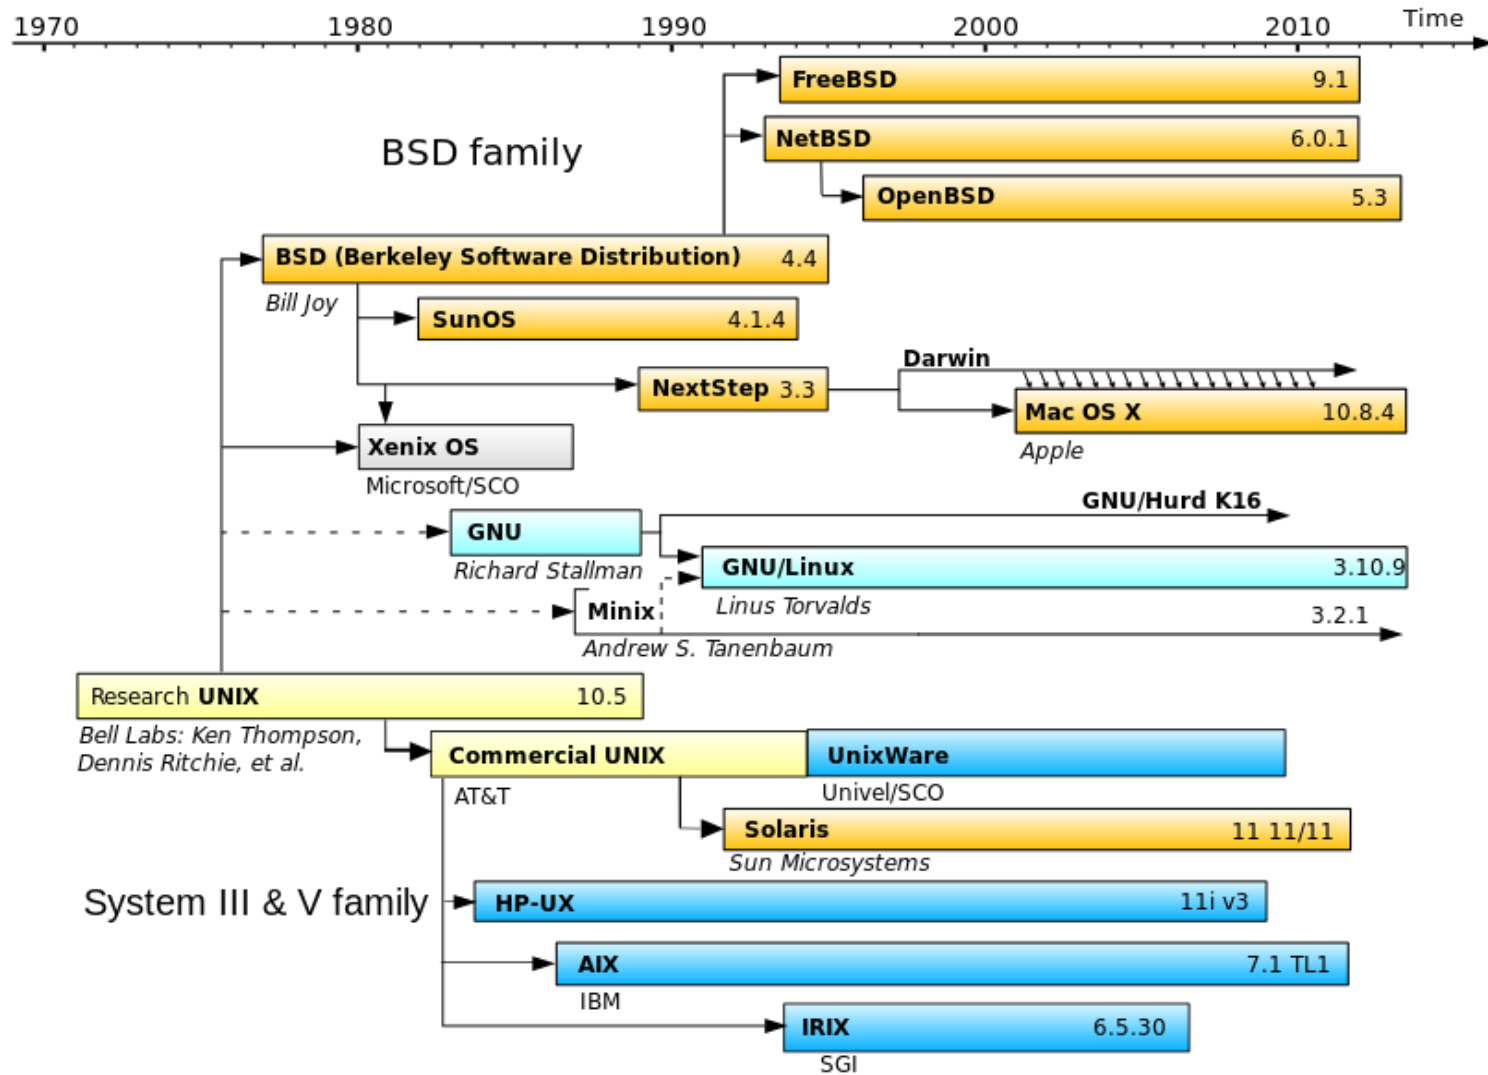 1970 1980 1990 2000 2010 Time
FreeBSD 9.1
BSD family
NetBSD 6.0.1
OpenBSD 5.3
BSD (Berkeley Software Distribution) 4.4
Bill Joy
SunOS 4.1.4
Darwin
NextStep 3.3
Mac OS X 10.8.4
Apple
Xenix OS
Microsoft/SCO
GNU/Hurd K16
GNU
Richard Stallman
GNU/Linux 3.10.9
Linus Torvalds
Minix 3.2.1
Andrew S. Tanenbaum
Research UNIX 10.5
Bell Labs: Ken Thompson,
Dennis Ritchie, et al.
Commercial UNIX
AT&T
UnixWare
Univel/SCO
Solaris 11 11/11
Sun Microsystems
System III & V family
HP-UX 11i v3
AIX 7.1 TL1
IBM
IRIX 6.5.30
SGI